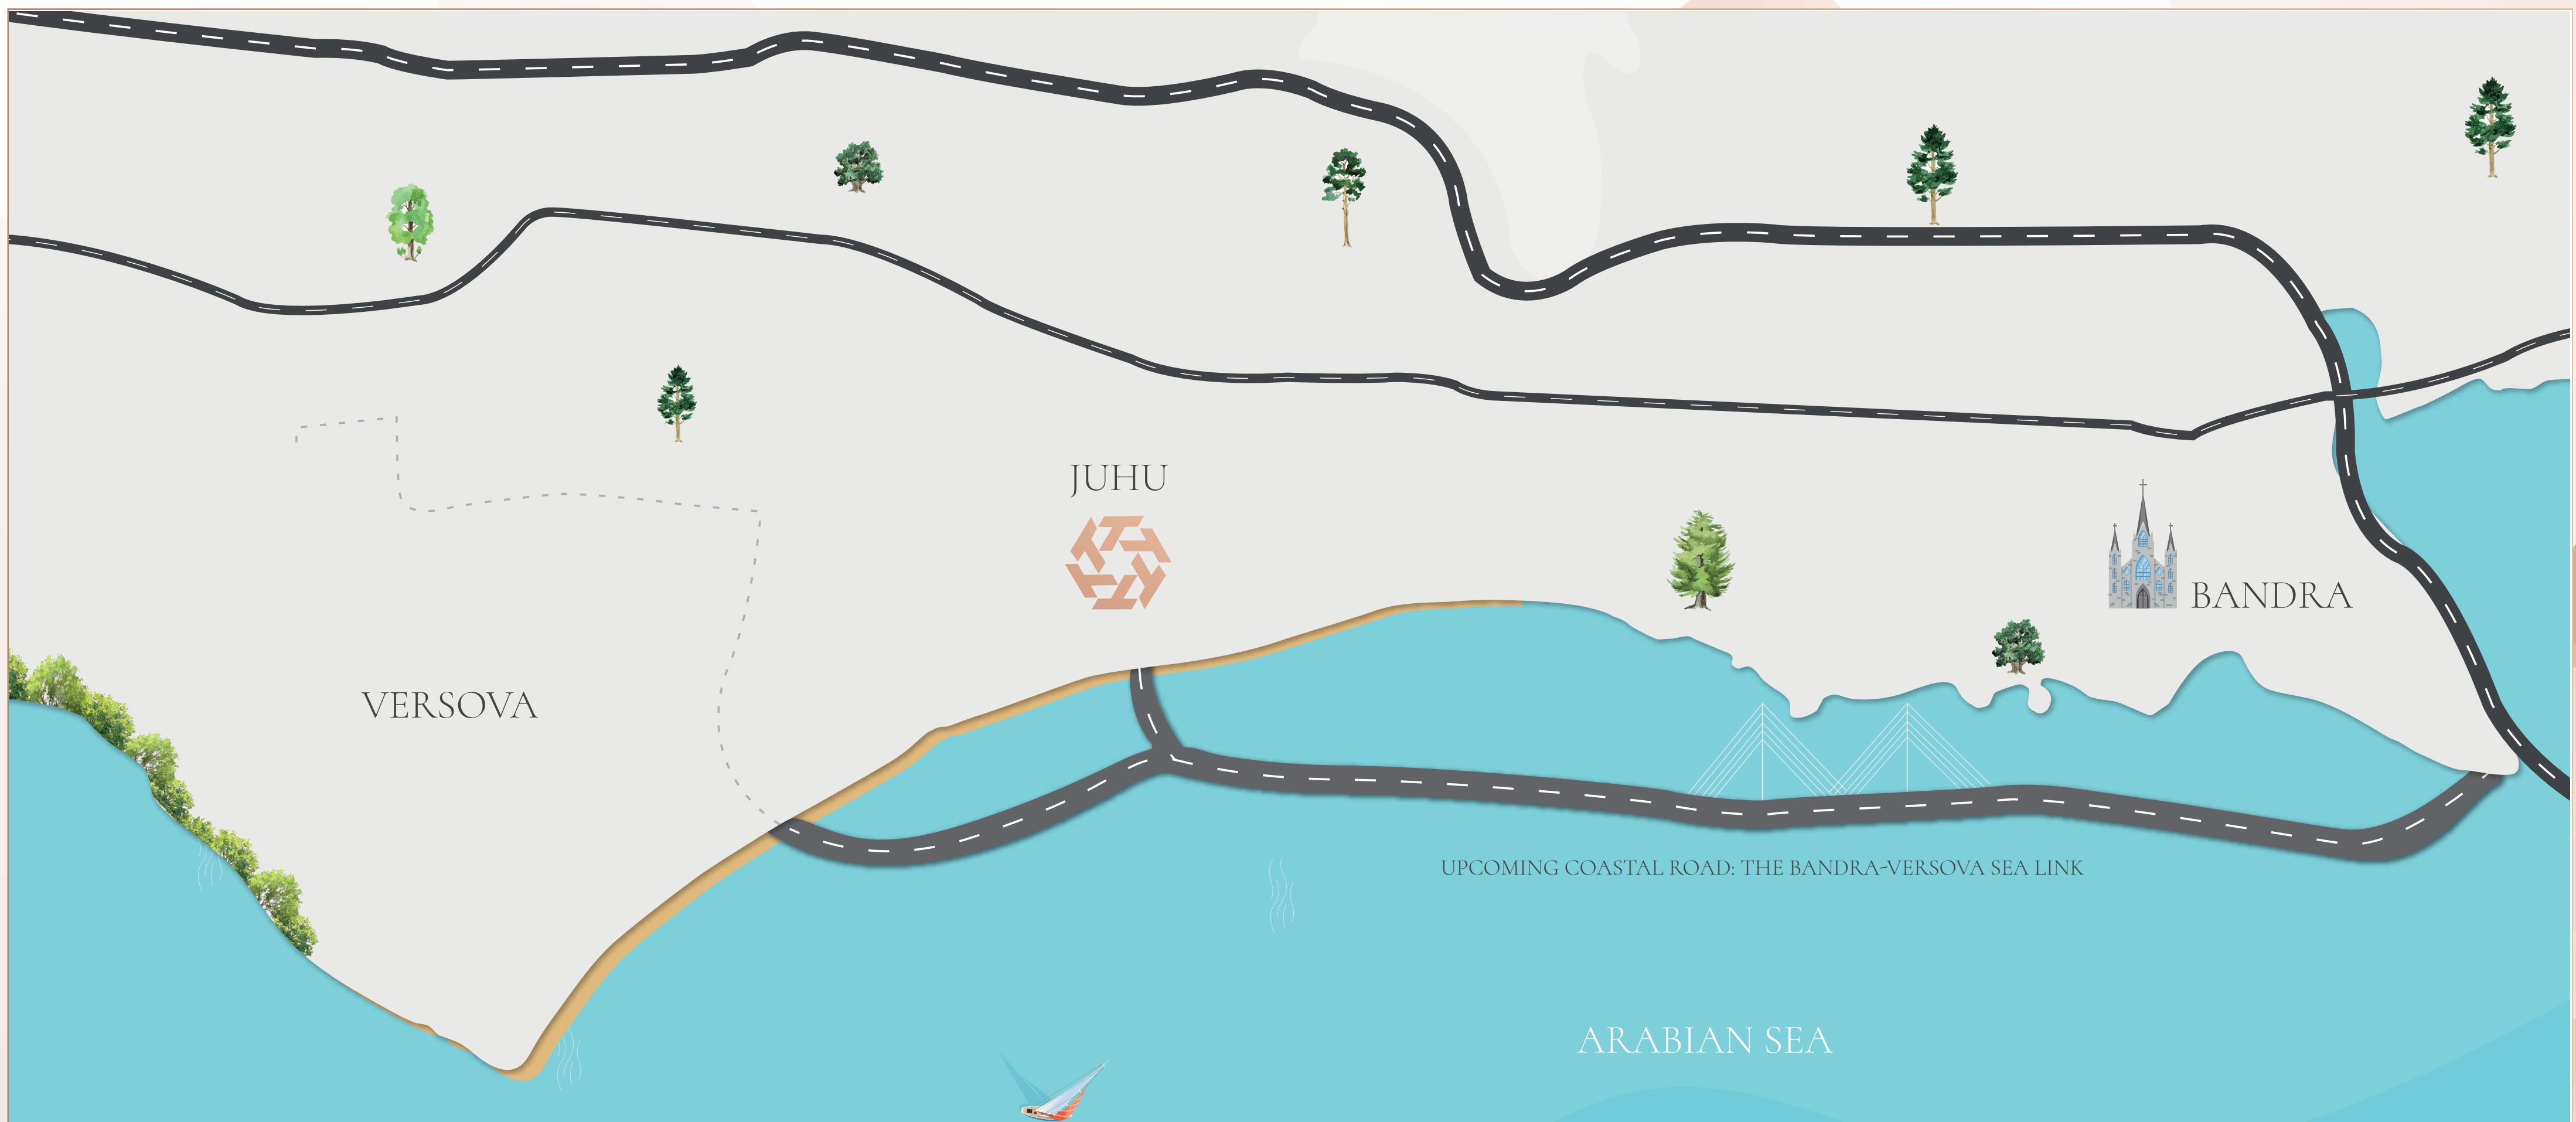 JUHU
BANDRA
VERSOVA
UPCOMING COASTAL ROAD: THE BANDRA-VERSOVA SEA LINK
ARABIAN SEA